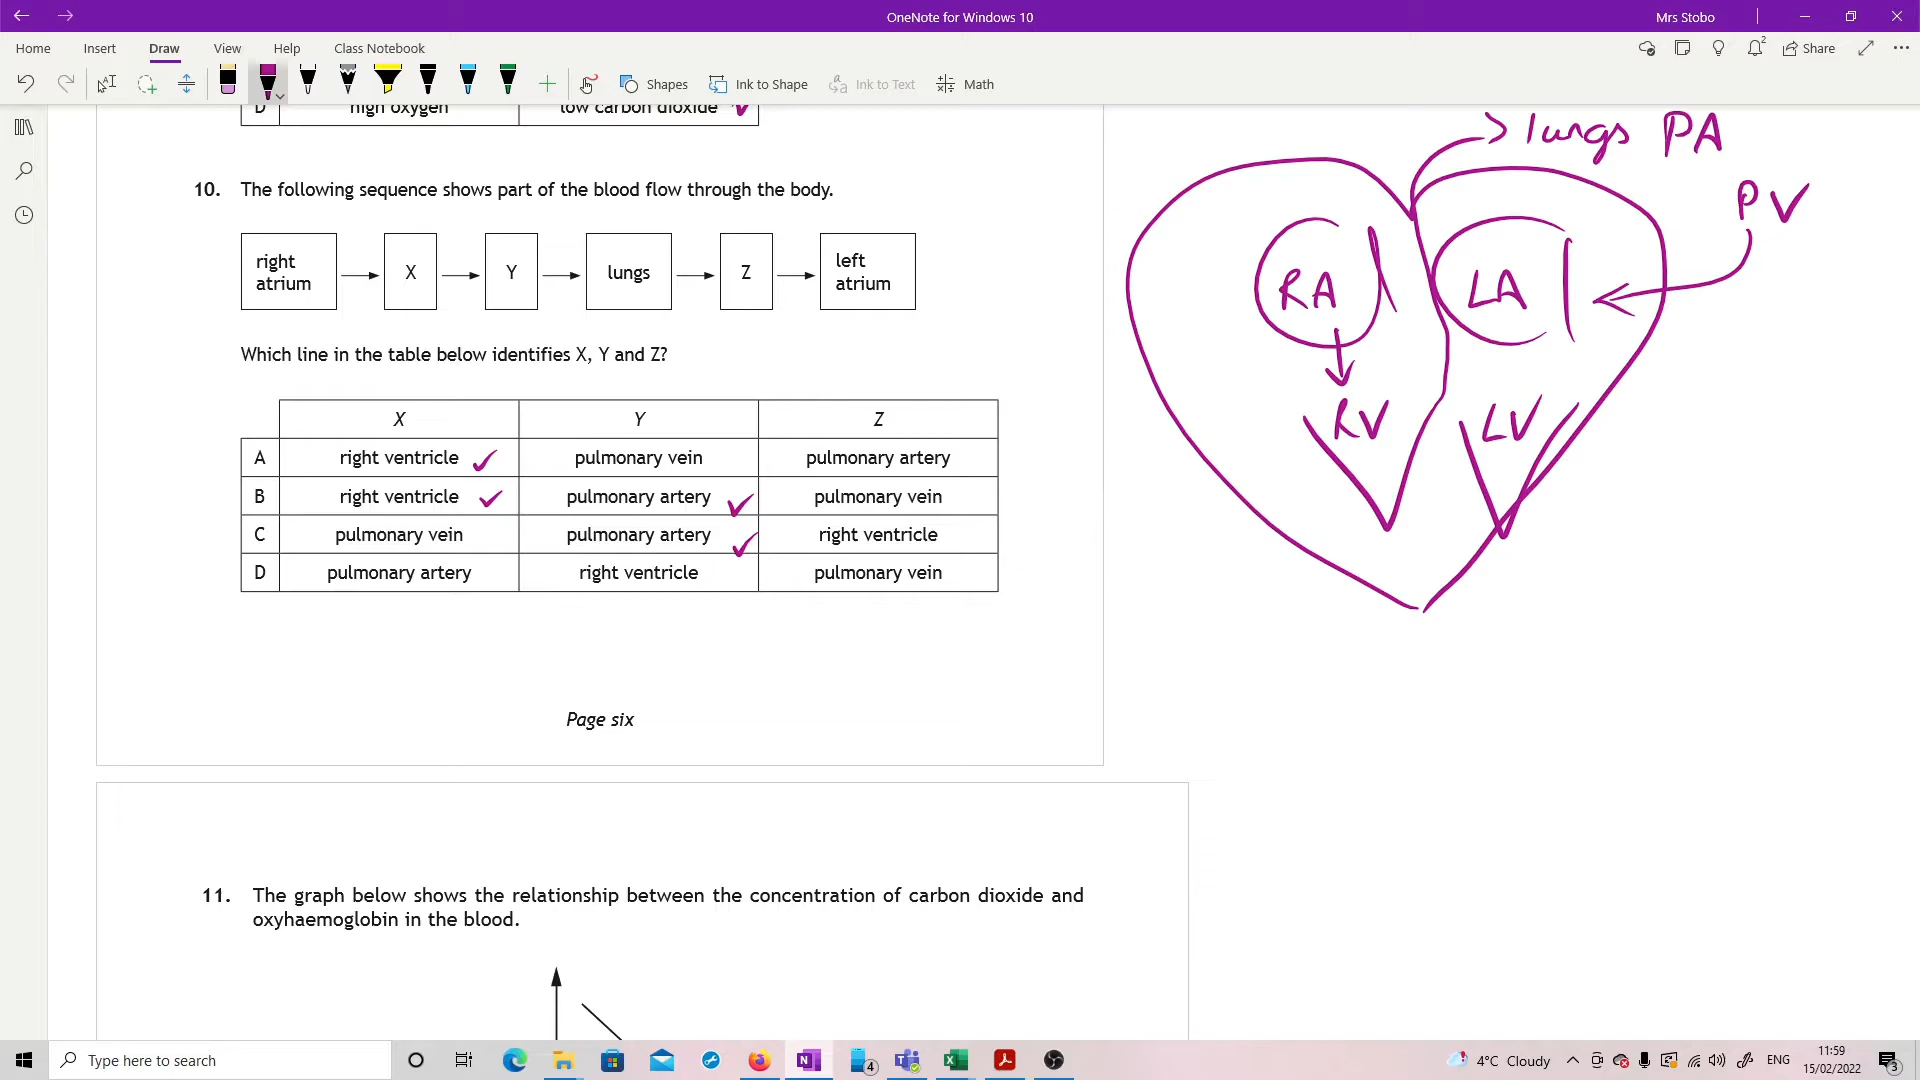 OneNote for Windows 10
Mrs Stobo
Home Insert Draw View Help Class Notebook
Share
Shapes Ink to Shape Ink to Text Math
D high oxygen low carbon dioxide ✓
> lungs PA
PV
10. The following sequence shows part of the blood flow through the body.
right atrium → X → Y → lungs → Z → left atrium
RA LA
Which line in the table below identifies X, Y and Z?
X Y Z
RV LV
A right ventricle ✓ pulmonary vein pulmonary artery
B right ventricle ✓ pulmonary artery ✓ pulmonary vein
C pulmonary vein pulmonary artery ✓ right ventricle
D pulmonary artery right ventricle pulmonary vein
Page six
11. The graph below shows the relationship between the concentration of carbon dioxide and
oxyhaemoglobin in the blood.
Type here to search
4°C Cloudy
ENG
11:59
15/02/2022